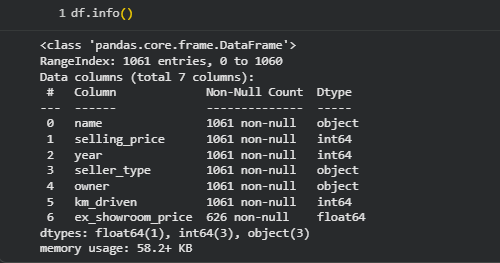 1 df.info()
<class 'pandas.core.frame.DataFrame'>
RangeIndex: 1061 entries, 0 to 1060
Data columns (total 7 columns):
 #   Column             Non-Null Count  Dtype
---  ------             --------------  -----
 0   name               1061 non-null   object
 1   selling_price      1061 non-null   int64
 2   year               1061 non-null   int64
 3   seller_type        1061 non-null   object
 4   owner              1061 non-null   object
 5   km_driven          1061 non-null   int64
 6   ex_showroom_price  626 non-null    float64
dtypes: float64(1), int64(3), object(3)
memory usage: 58.2+ KB